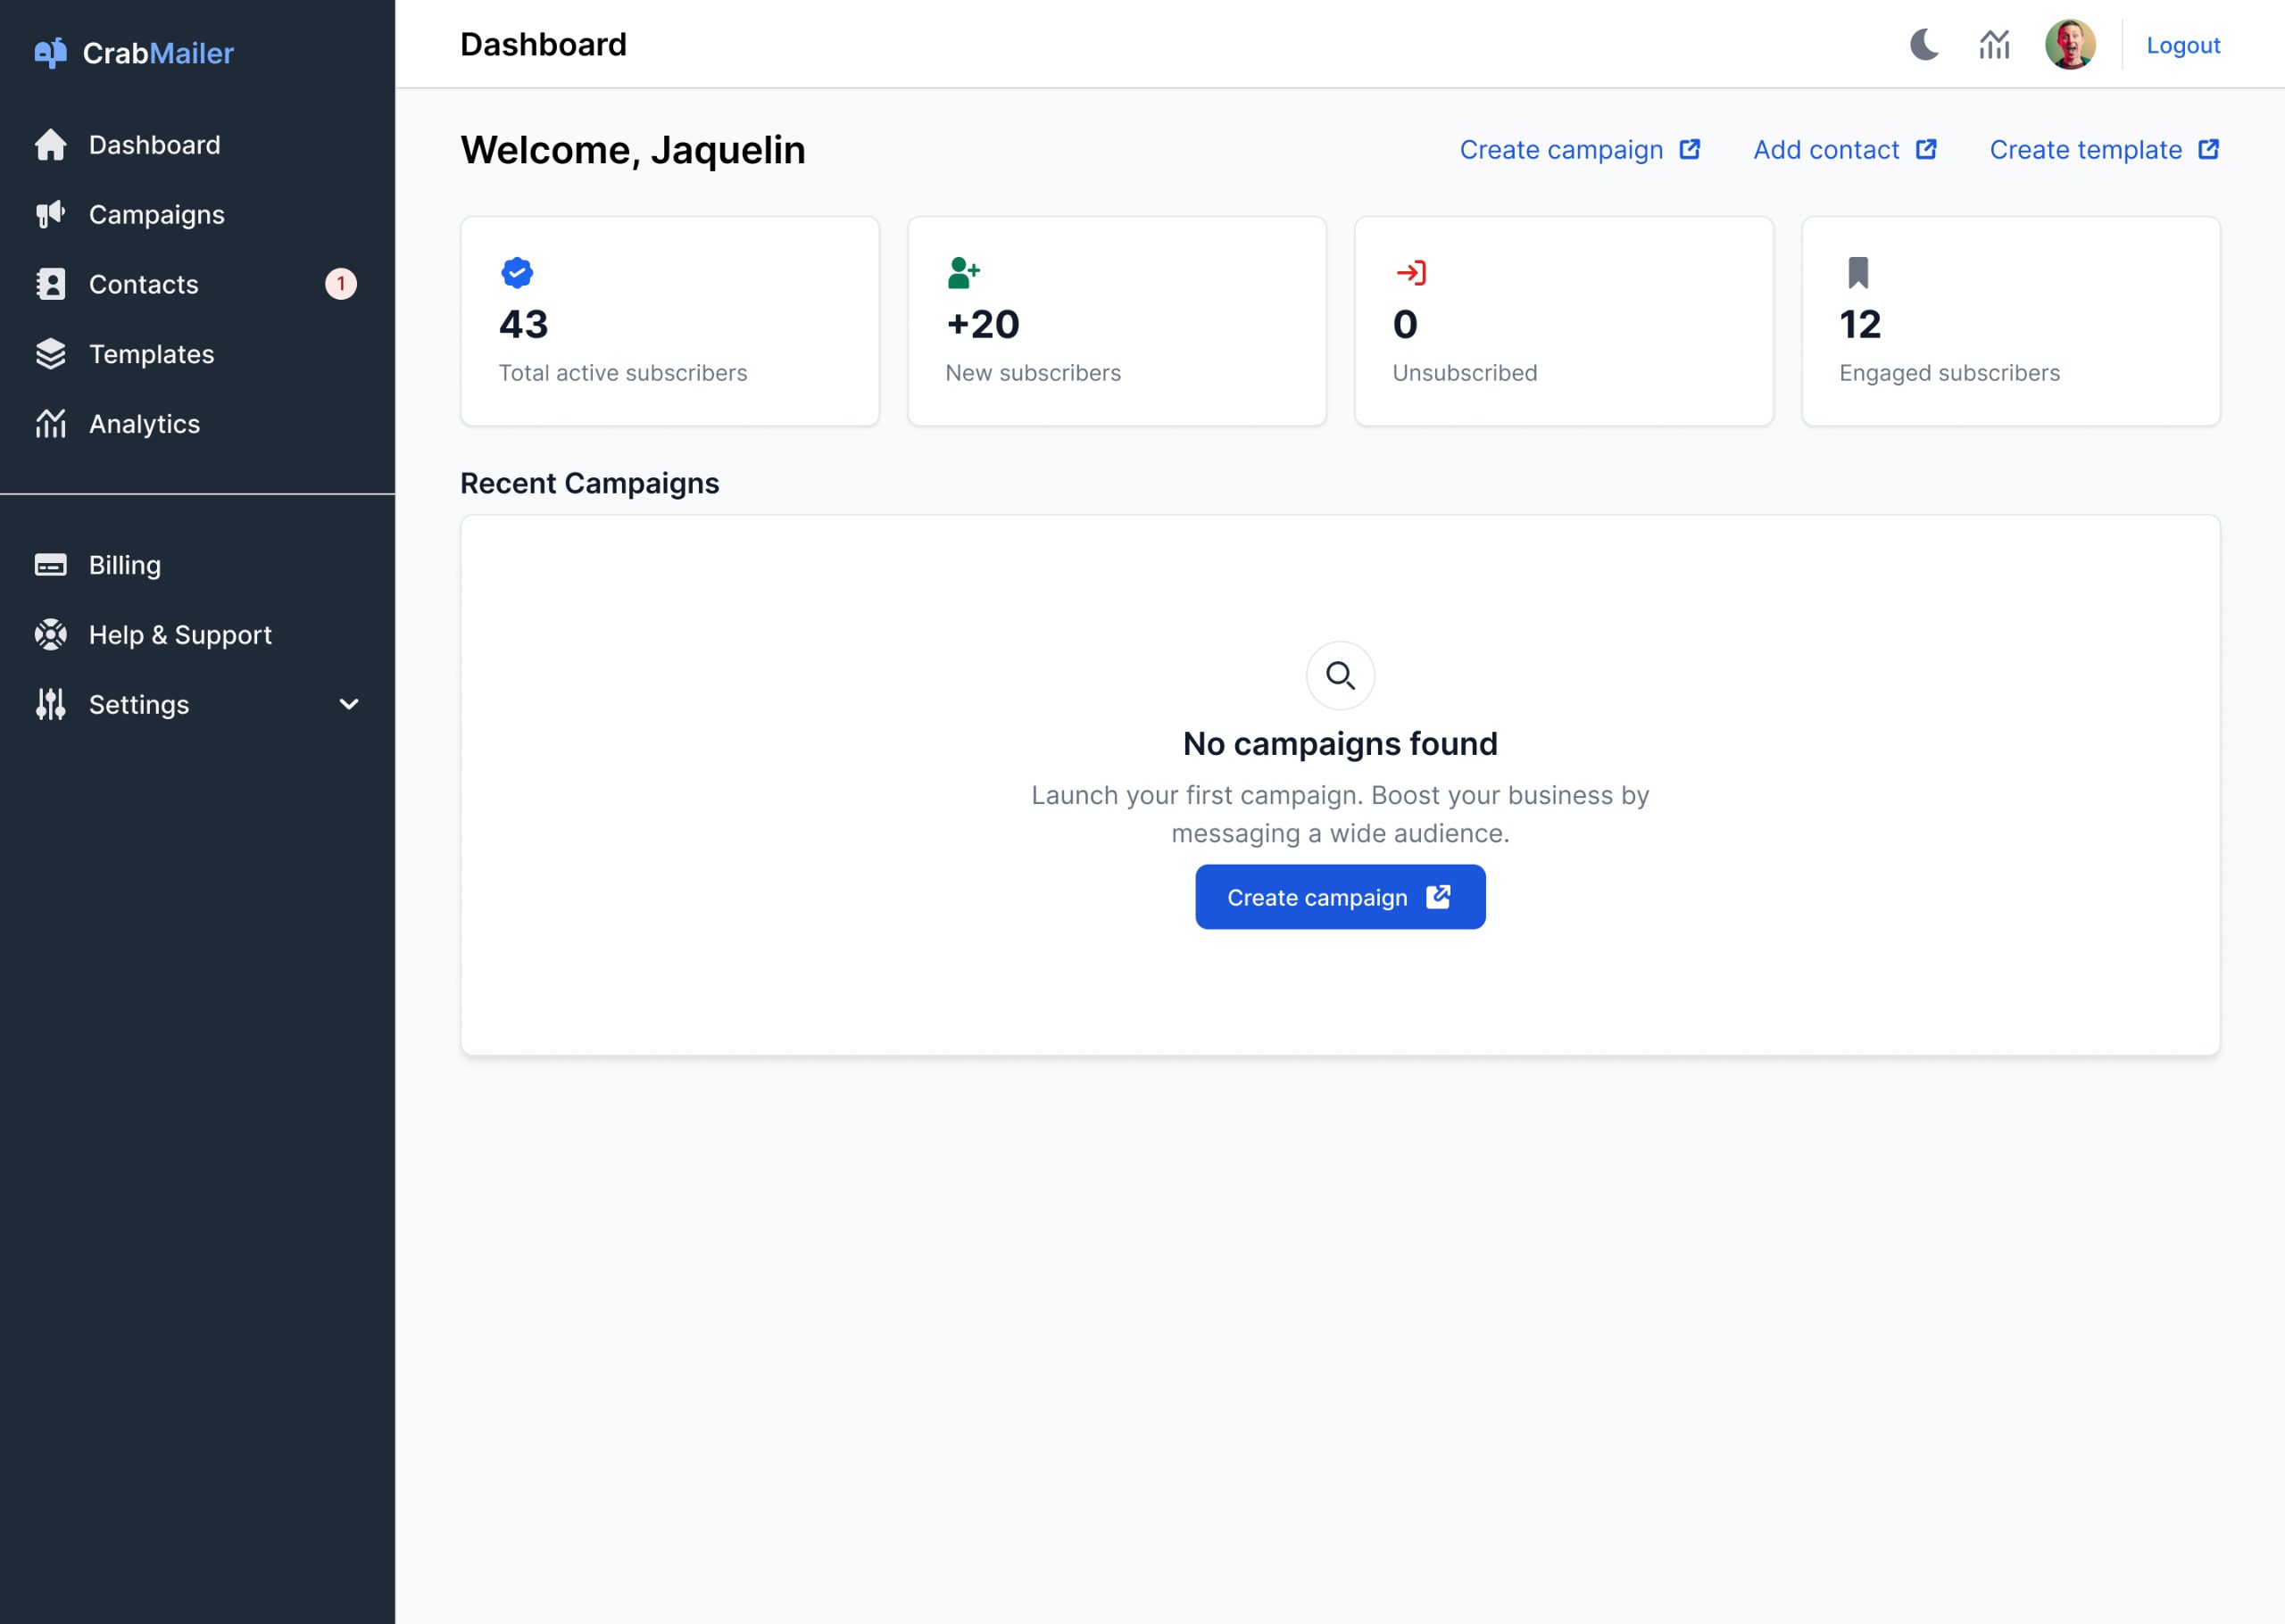 CrabMailer
Dashboard
Campaigns
Contacts 1
Templates
Analytics
Billing
Help & Support
Settings
Dashboard
Logout
Welcome, Jaquelin
Create campaign
Add contact
Create template
43
Total active subscribers
+20
New subscribers
0
Unsubscribed
12
Engaged subscribers
Recent Campaigns
No campaigns found
Launch your first campaign. Boost your business by
messaging a wide audience.
Create campaign